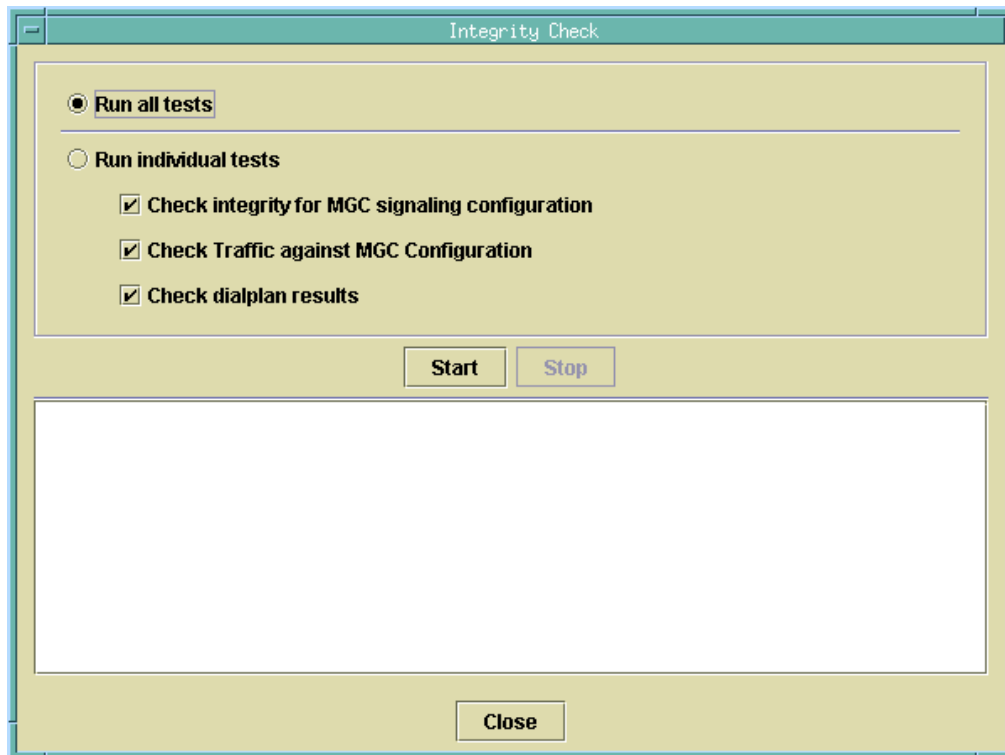 Integrity Check
Run all tests
Run individual tests
Check integrity for MGC signaling configuration
Check Traffic against MGC Configuration
Check dialplan results
Start Stop
Close